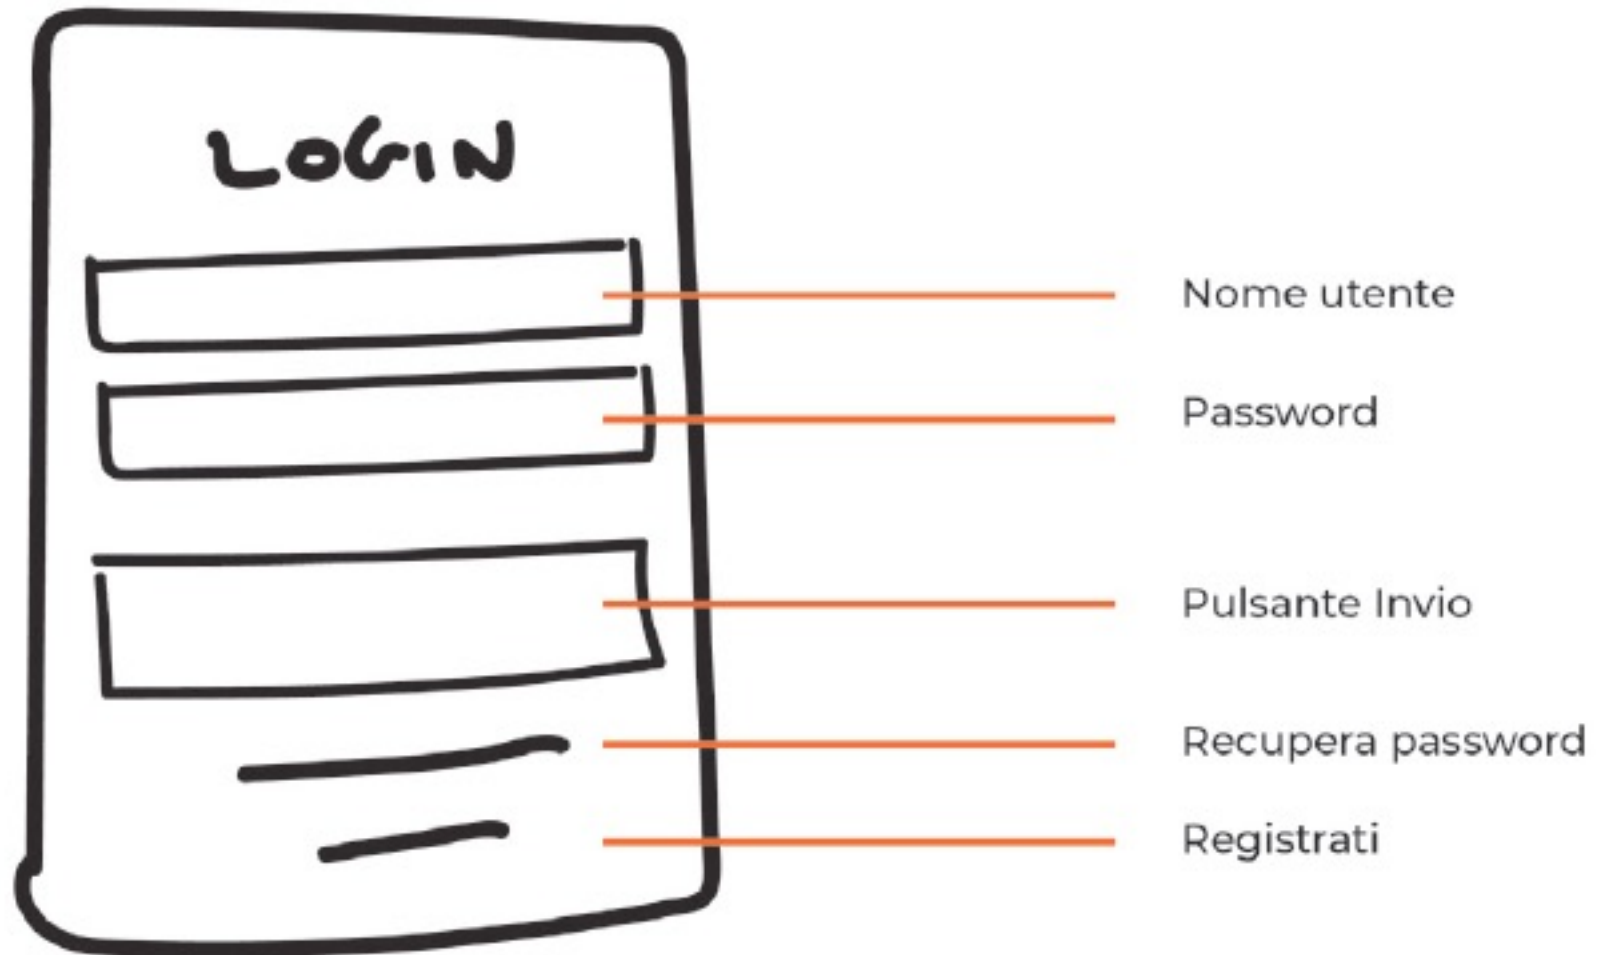 LOGIN
Nome utente
Password
Pulsante Invio
Recupera password
Registrati